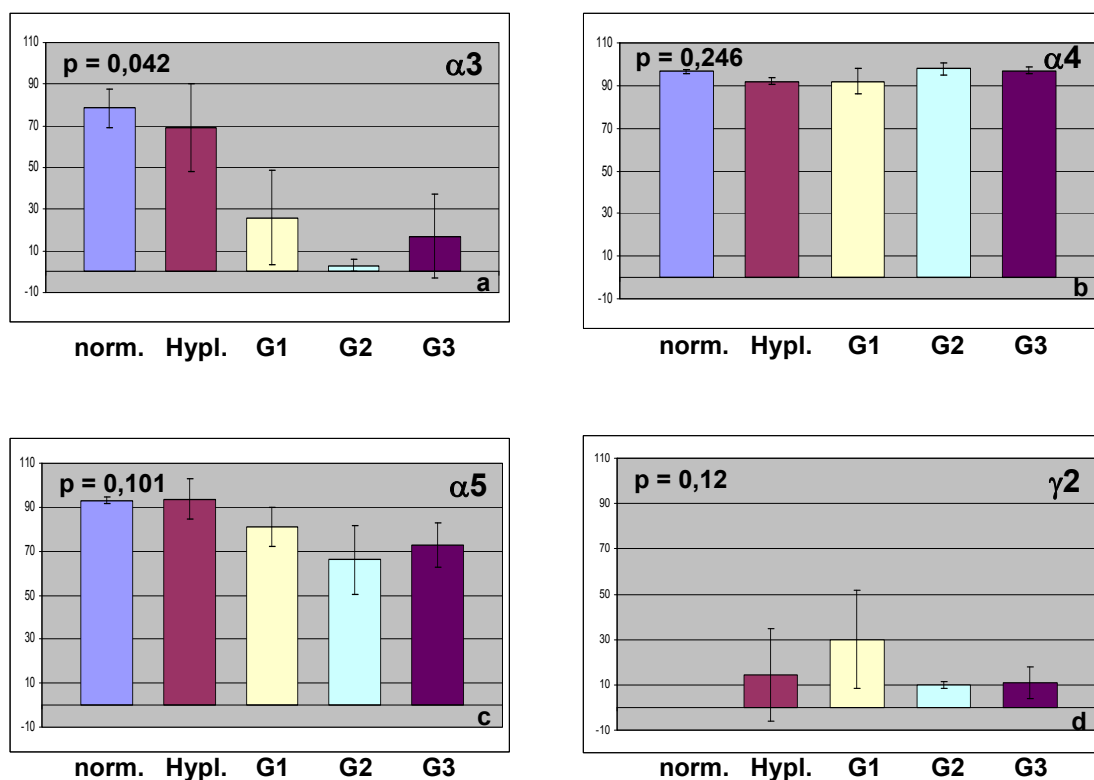 110
90
70
50
30
10
-10
p = 0,042
α3
a
norm. Hypl. G1 G2 G3
110
90
70
50
30
10
-10
p = 0,246
α4
b
norm. Hypl. G1 G2 G3
110
90
70
50
30
10
-10
p = 0,101
α5
c
norm. Hypl. G1 G2 G3
110
90
70
50
30
10
-10
p = 0,12
γ2
d
norm. Hypl. G1 G2 G3